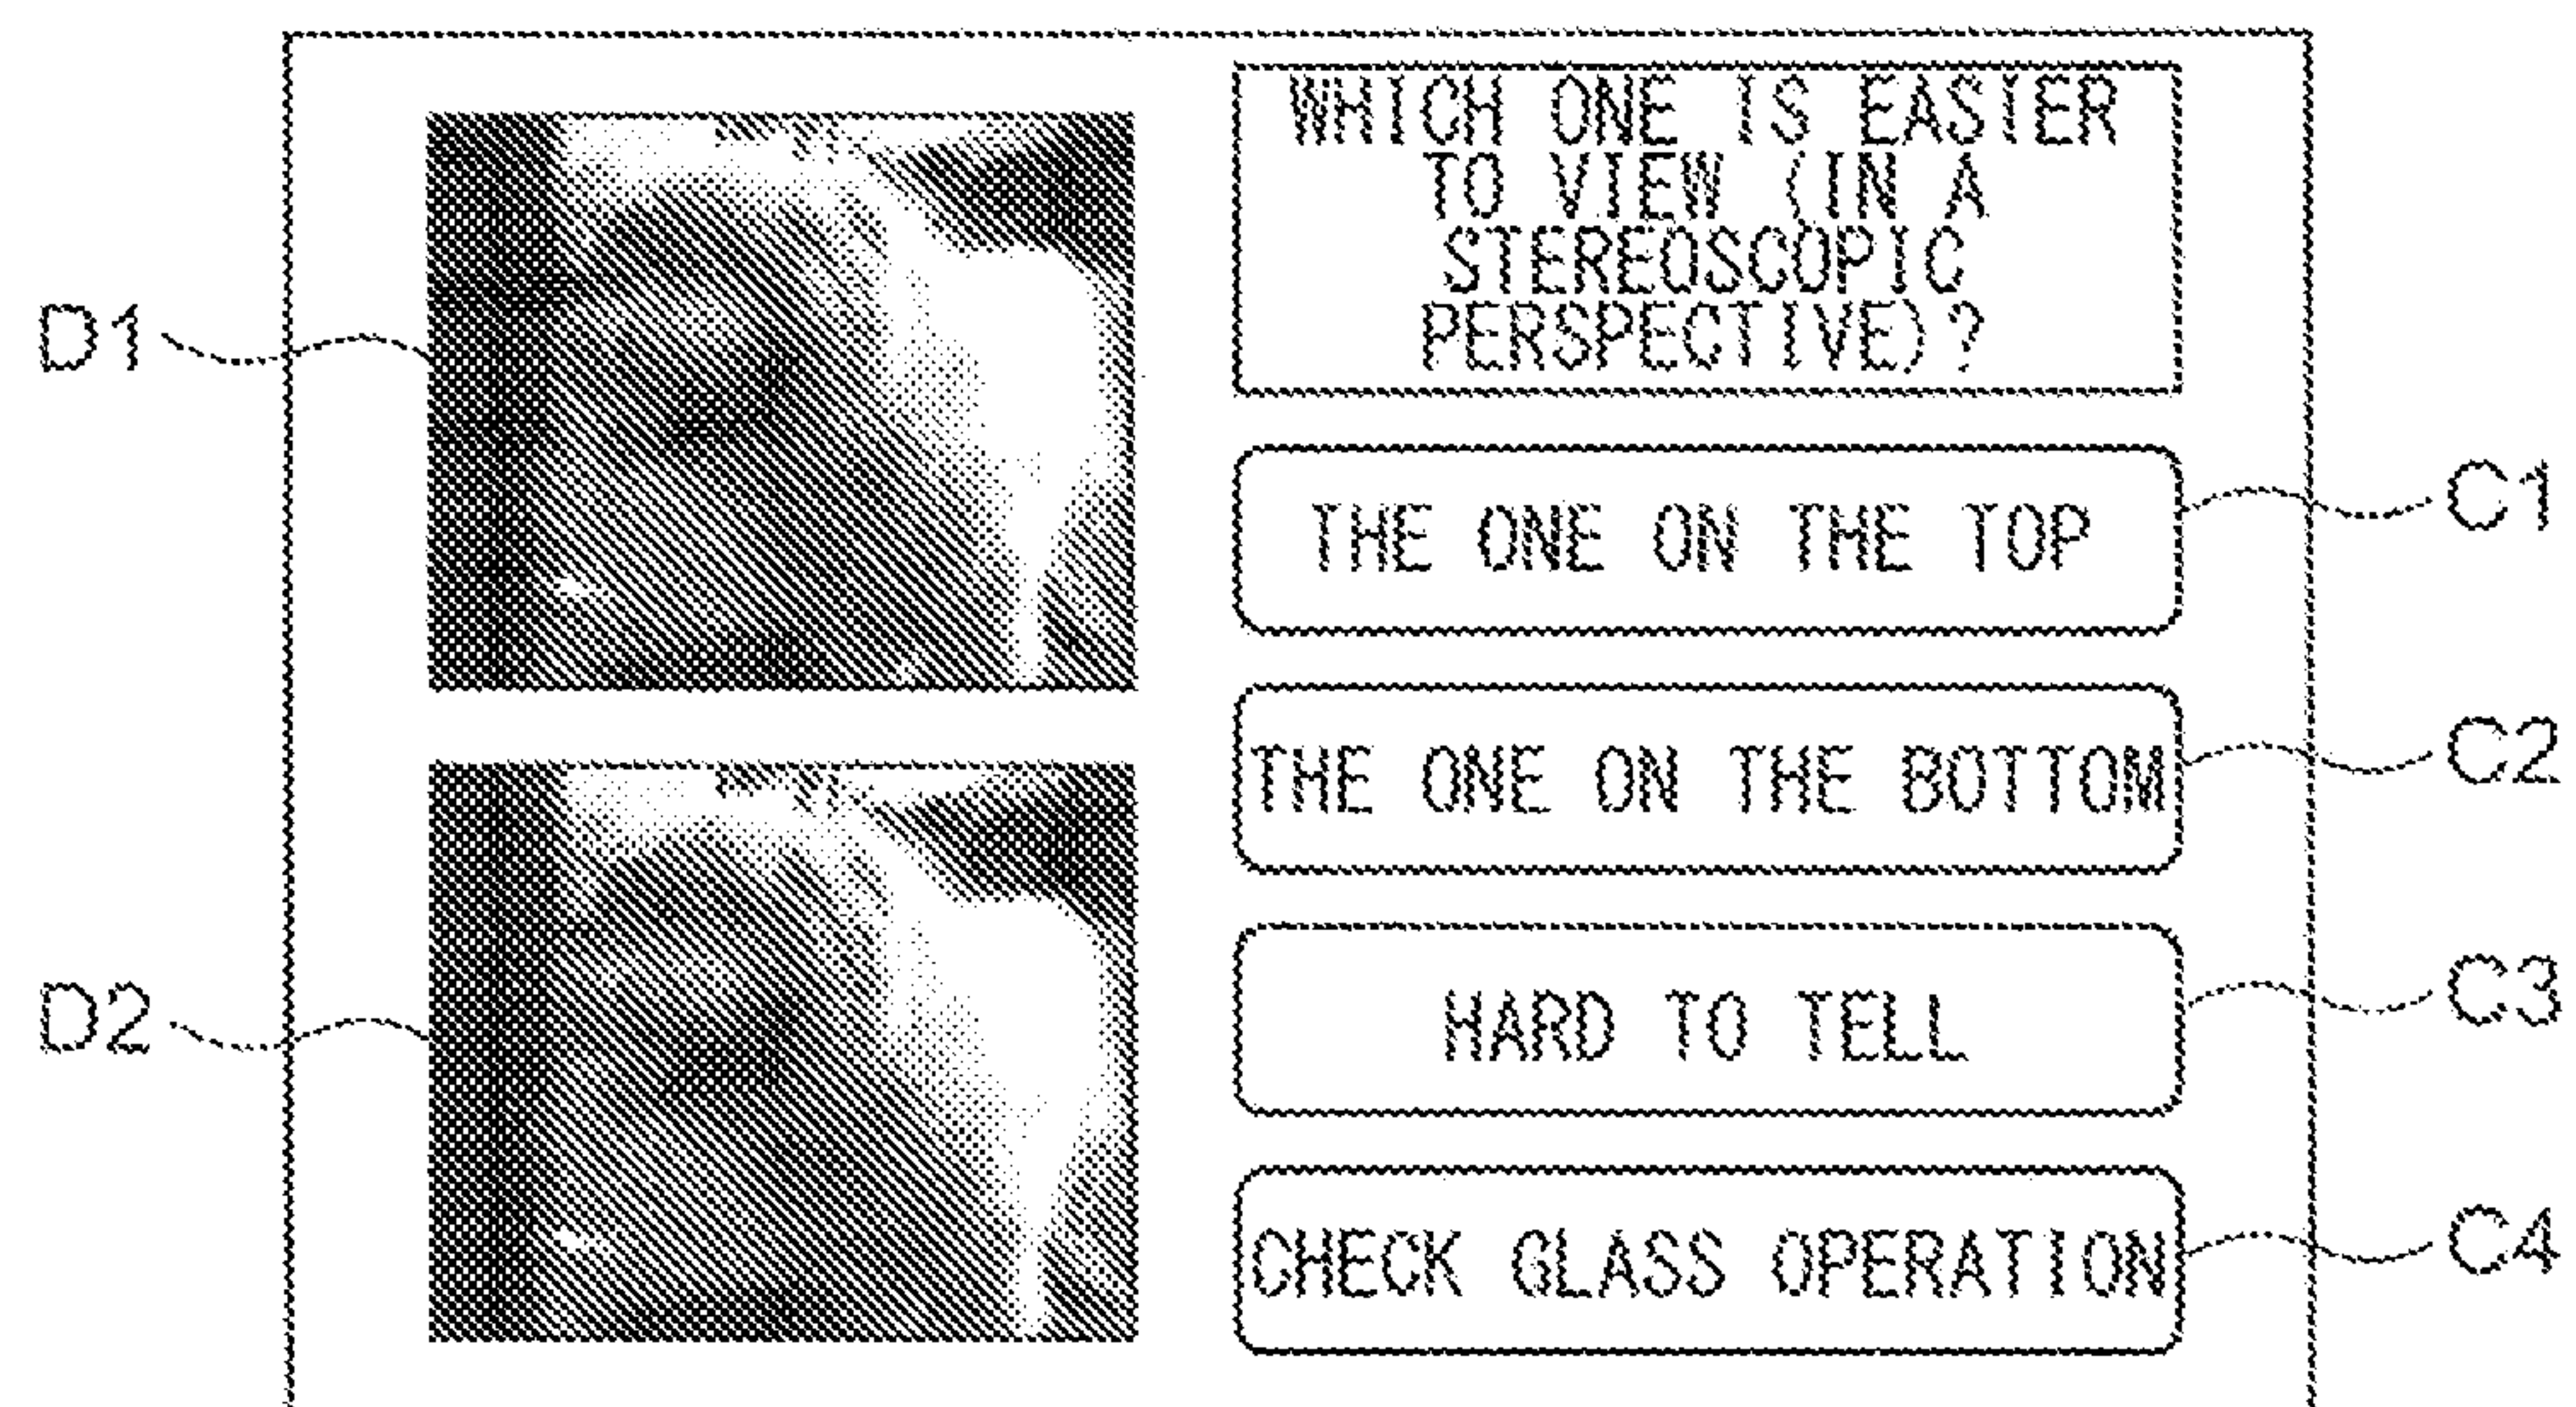 WHICH ONE IS EASIER
TO VIEW (IN A
STEREOSCOPIC
PERSPECTIVE)?
D1
THE ONE ON THE TOP
C1
THE ONE ON THE BOTTOM
C2
D2
HARD TO TELL
C3
CHECK GLASS OPERATION
C4